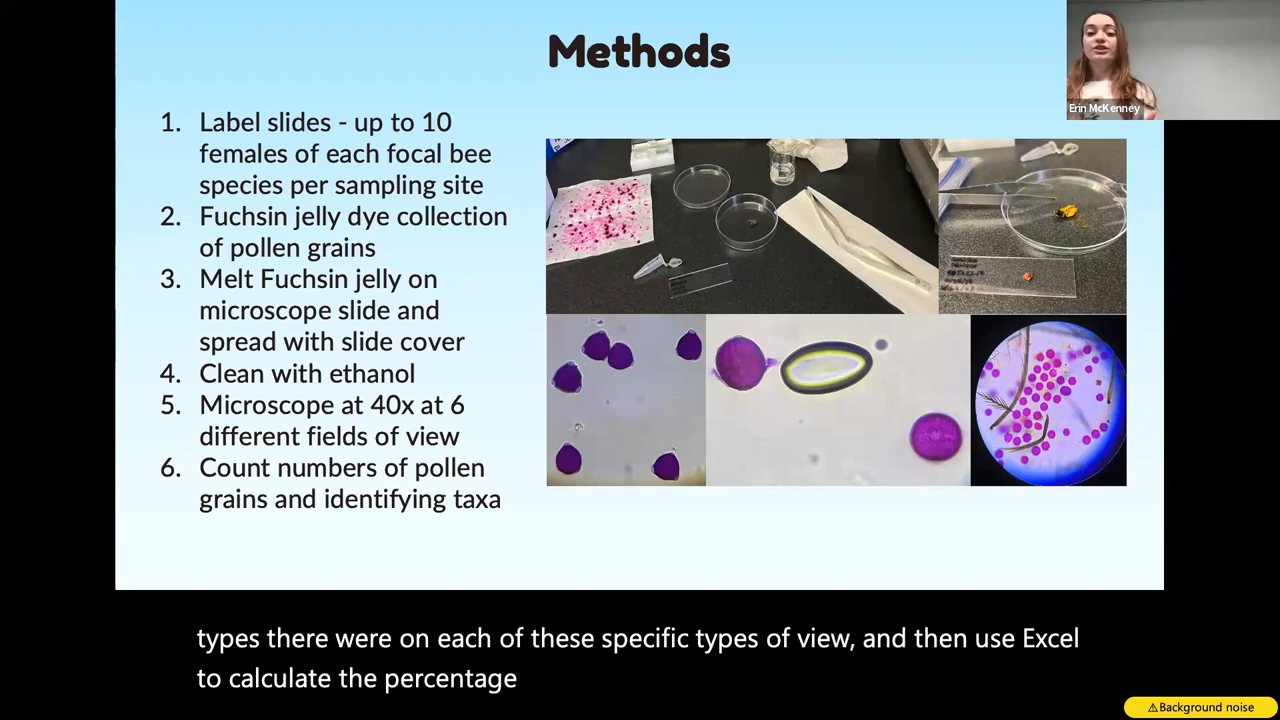 Methods
Erin McKenney
1. Label slides - up to 10
females of each focal bee
species per sampling site
2. Fuchsin jelly dye collection
of pollen grains
3. Melt Fuchsin jelly on
microscope slide and
spread with slide cover
4. Clean with ethanol
5. Microscope at 40x at 6
different fields of view
6. Count numbers of pollen
grains and identifying taxa
types there were on each of these specific types of view, and then use Excel
to calculate the percentage
⚠Background noise